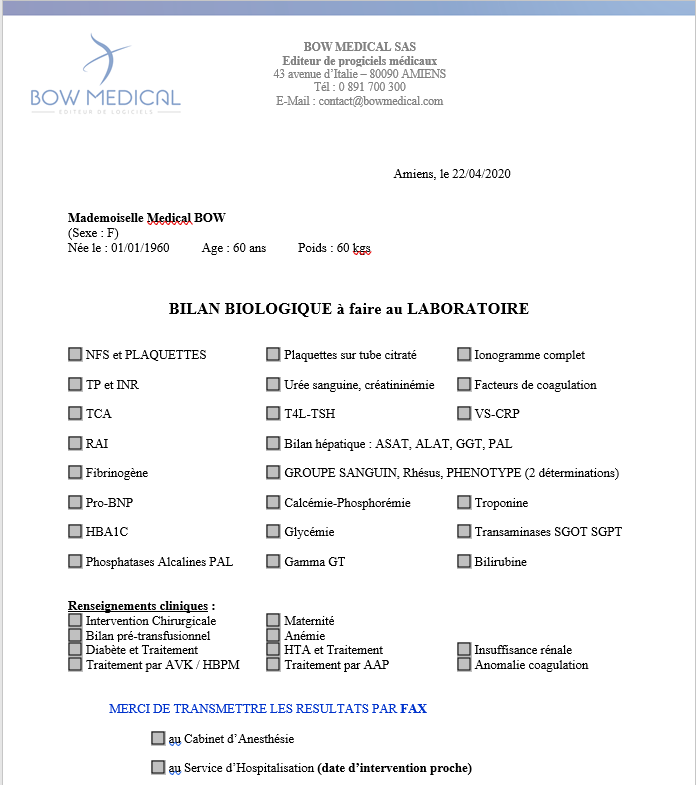 BOW MEDICAL
EDITEUR DE LOGICIELS
BOW MEDICAL SAS
Editeur de progiciels médicaux
43 avenue d'Italie – 80090 AMIENS
Tél : 0 891 700 300
E-Mail : contact@bowmedical.com
Amiens, le 22/04/2020
Mademoiselle Medical BOW
(Sexe : F)
Née le : 01/01/1960 Age : 60 ans Poids : 60 kgs
BILAN BIOLOGIQUE à faire au LABORATOIRE
NFS et PLAQUETTES Plaquettes sur tube citraté Ionogramme complet
TP et INR Urée sanguine, créatininémie Facteurs de coagulation
TCA T4L-TSH VS-CRP
RAI Bilan hépatique : ASAT, ALAT, GGT, PAL
Fibrinogène GROUPE SANGUIN, Rhésus, PHENOTYPE (2 déterminations)
Pro-BNP Calcémie-Phosphorémie Troponine
HBA1C Glycémie Transaminases SGOT SGPT
Phosphatases Alcalines PAL Gamma GT Bilirubine
Renseignements cliniques :
Intervention Chirurgicale Maternité
Bilan pré-transfusionnel Anémie
Diabète et Traitement HTA et Traitement Insuffisance rénale
Traitement par AVK / HBPM Traitement par AAP Anomalie coagulation
MERCI DE TRANSMETTRE LES RESULTATS PAR FAX
au Cabinet d'Anesthésie
au Service d'Hospitalisation (date d'intervention proche)